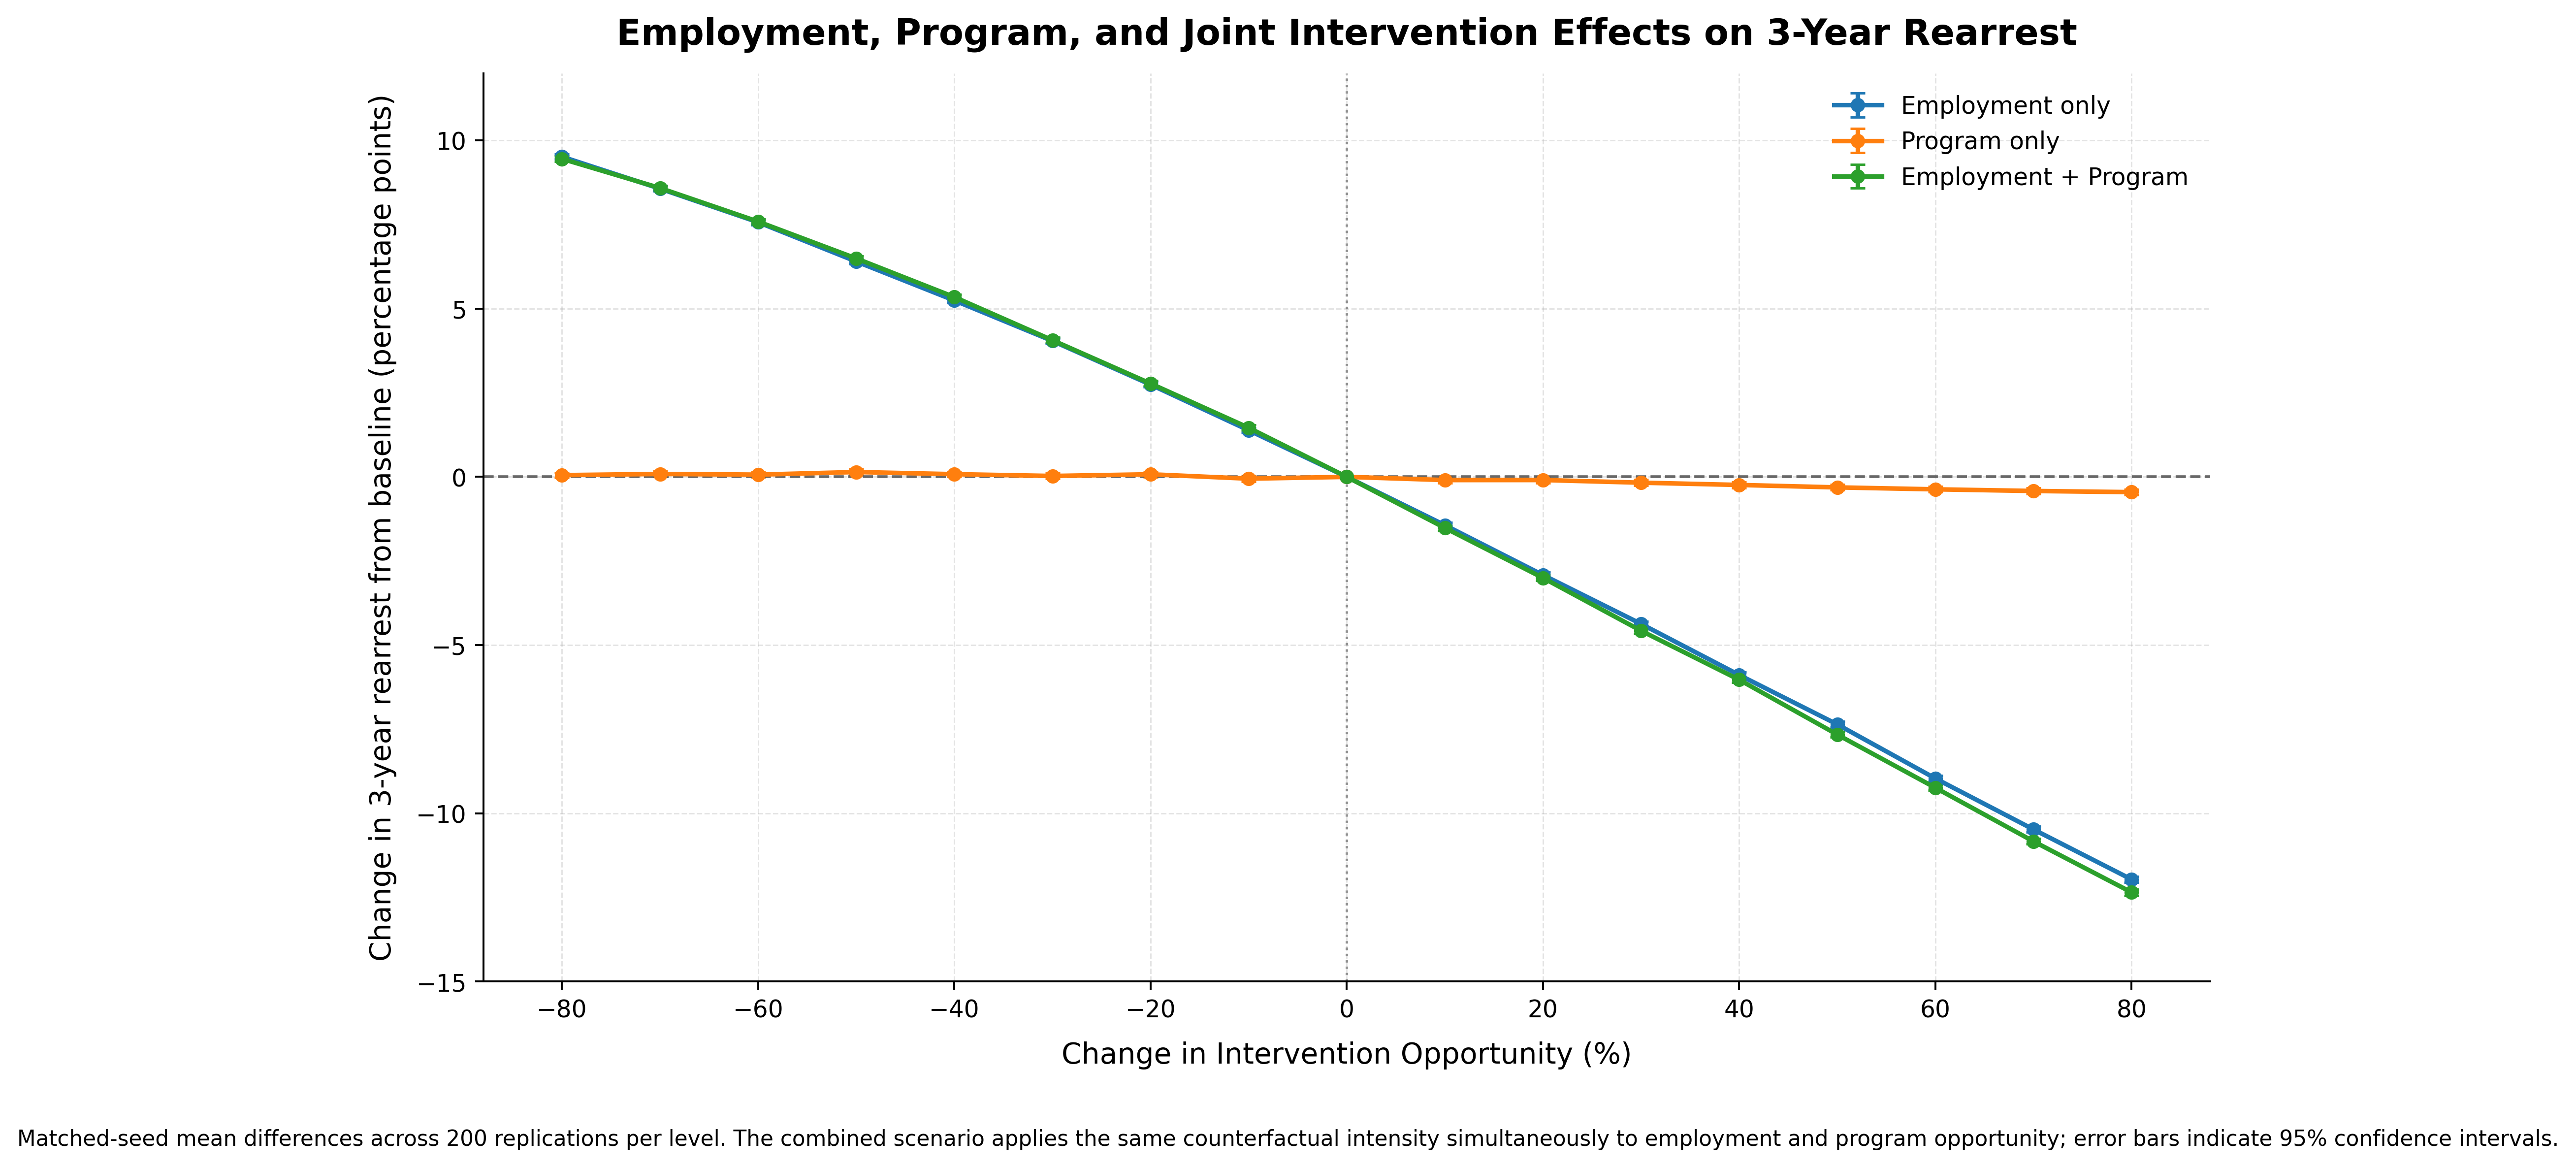 Employment, Program, and Joint Intervention Effects on 3-Year Rearrest
Change in 3-year rearrest from baseline (percentage points)
10
5
0
−5
−10
−15
Employment only
Program only
Employment + Program
−80
−60
−40
−20
0
20
40
60
80
Change in Intervention Opportunity (%)
Matched-seed mean differences across 200 replications per level. The combined scenario applies the same counterfactual intensity simultaneously to employment and program opportunity; error bars indicate 95% confidence intervals.